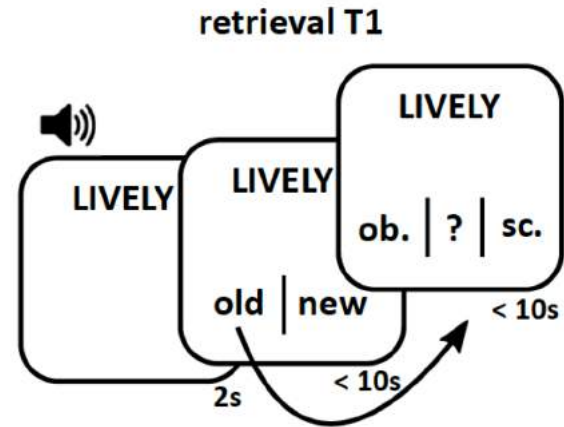 retrieval T1
LIVELY
2s
LIVELY
old | new
< 10s
LIVELY
ob. | ? | sc.
< 10s